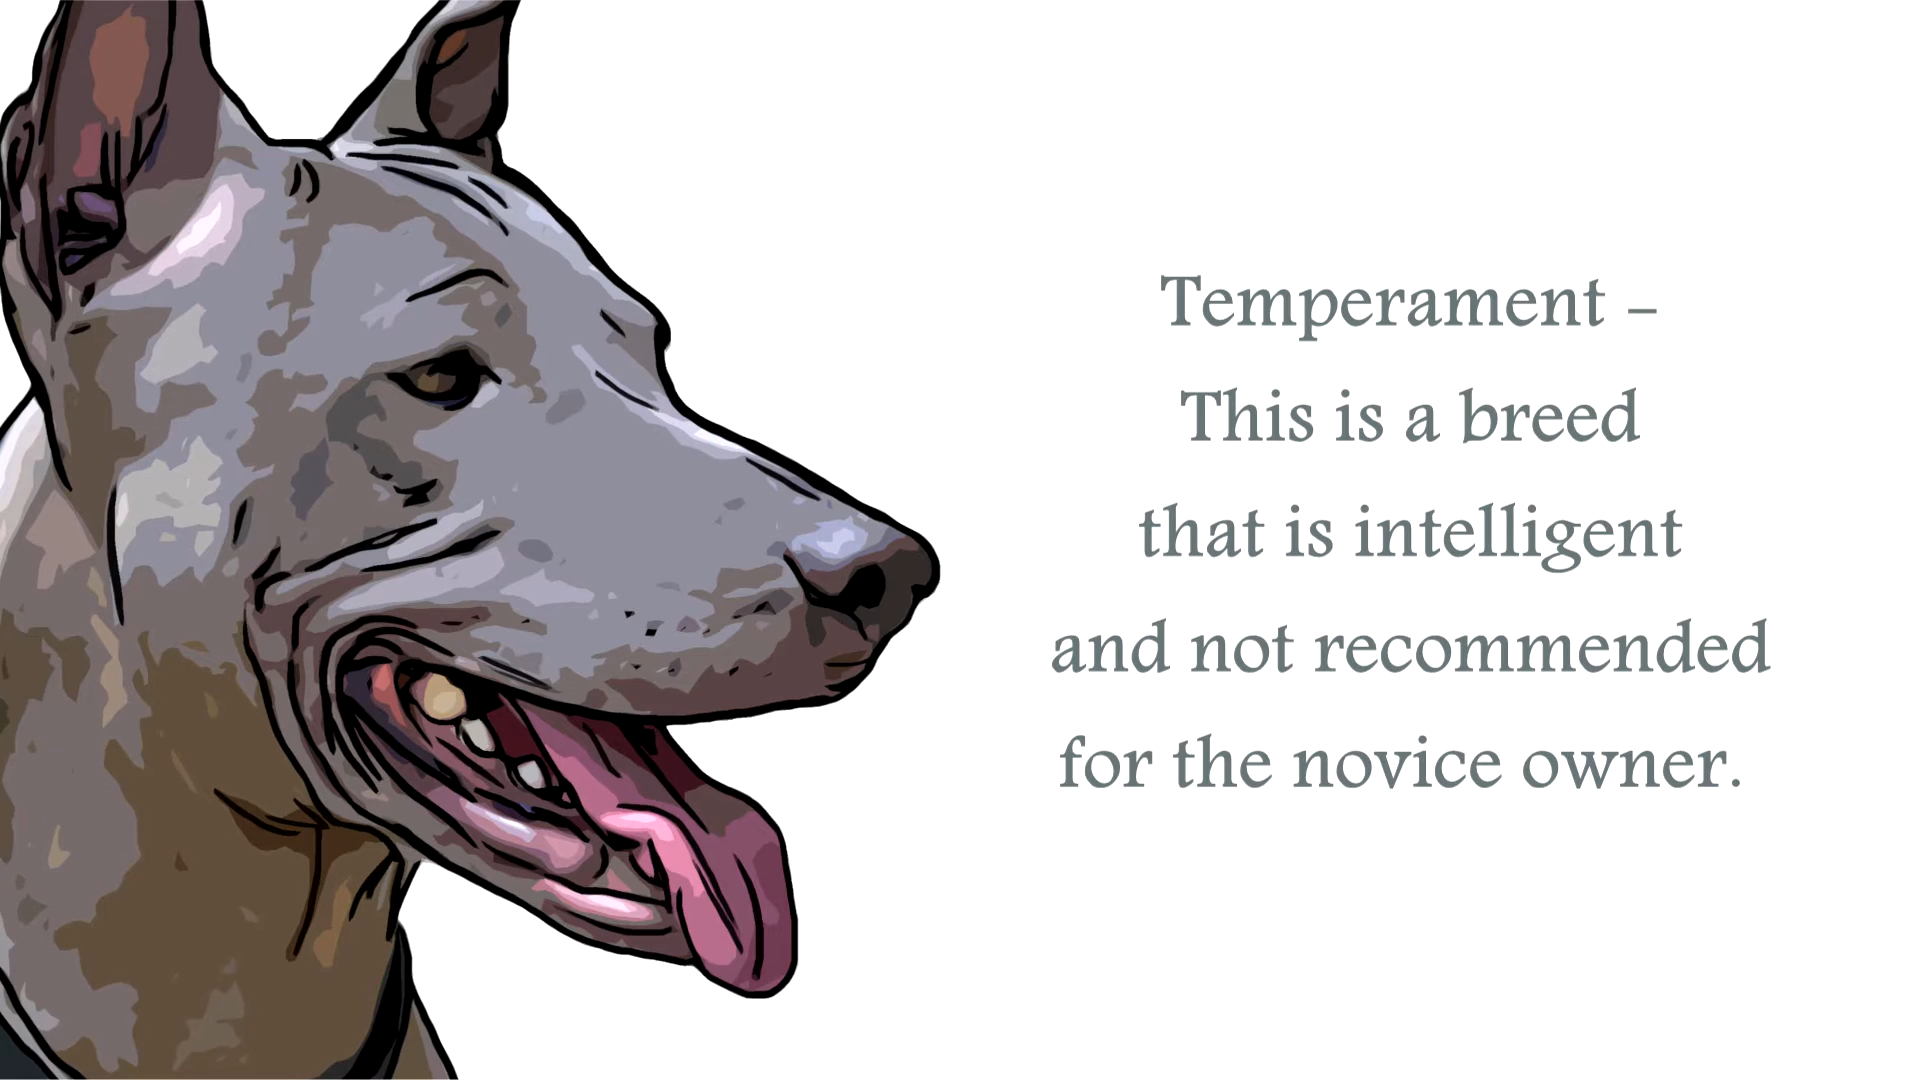 Temperament –
This is a breed
that is intelligent
and not recommended
for the novice owner.